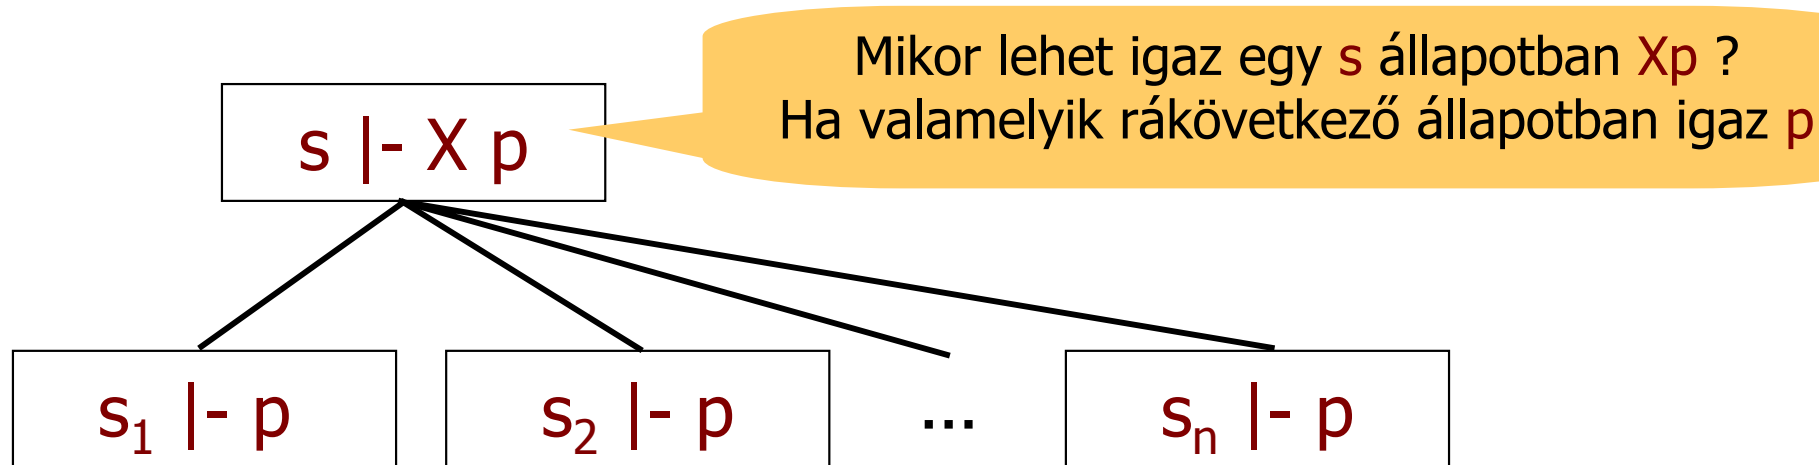 Mikor lehet igaz egy s állapotban Xp ?
Ha valamelyik rákövetkező állapotban igaz p
s |- X p
s₁ |- p
s₂ |- p
...
sₙ |- p